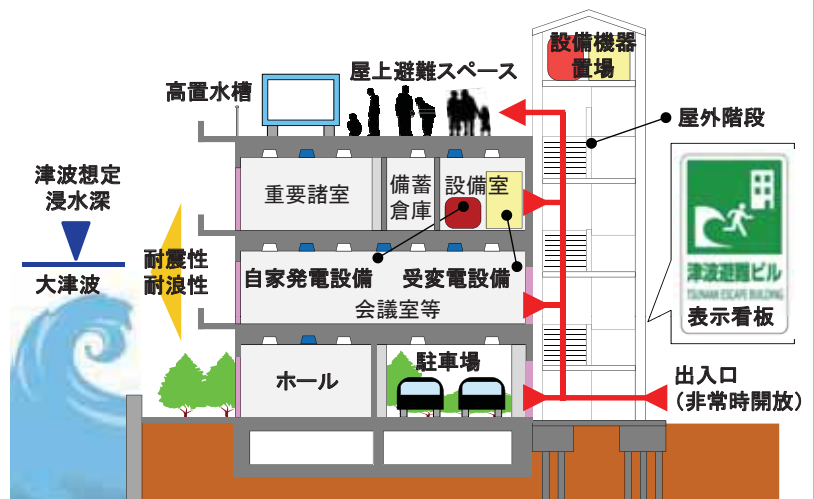 設備機器
置場
屋上避難スペース
高置水槽
屋外階段
津波想定
浸水深
重要諸室
備蓄
倉庫
設備室
耐震性
耐浪性
大津波
自家発電設備
受変電設備
会議室等
津波避難ビル
TSUNAMI ESCAPE BUILDING
表示看板
ホール
駐車場
出入口
（非常時開放）